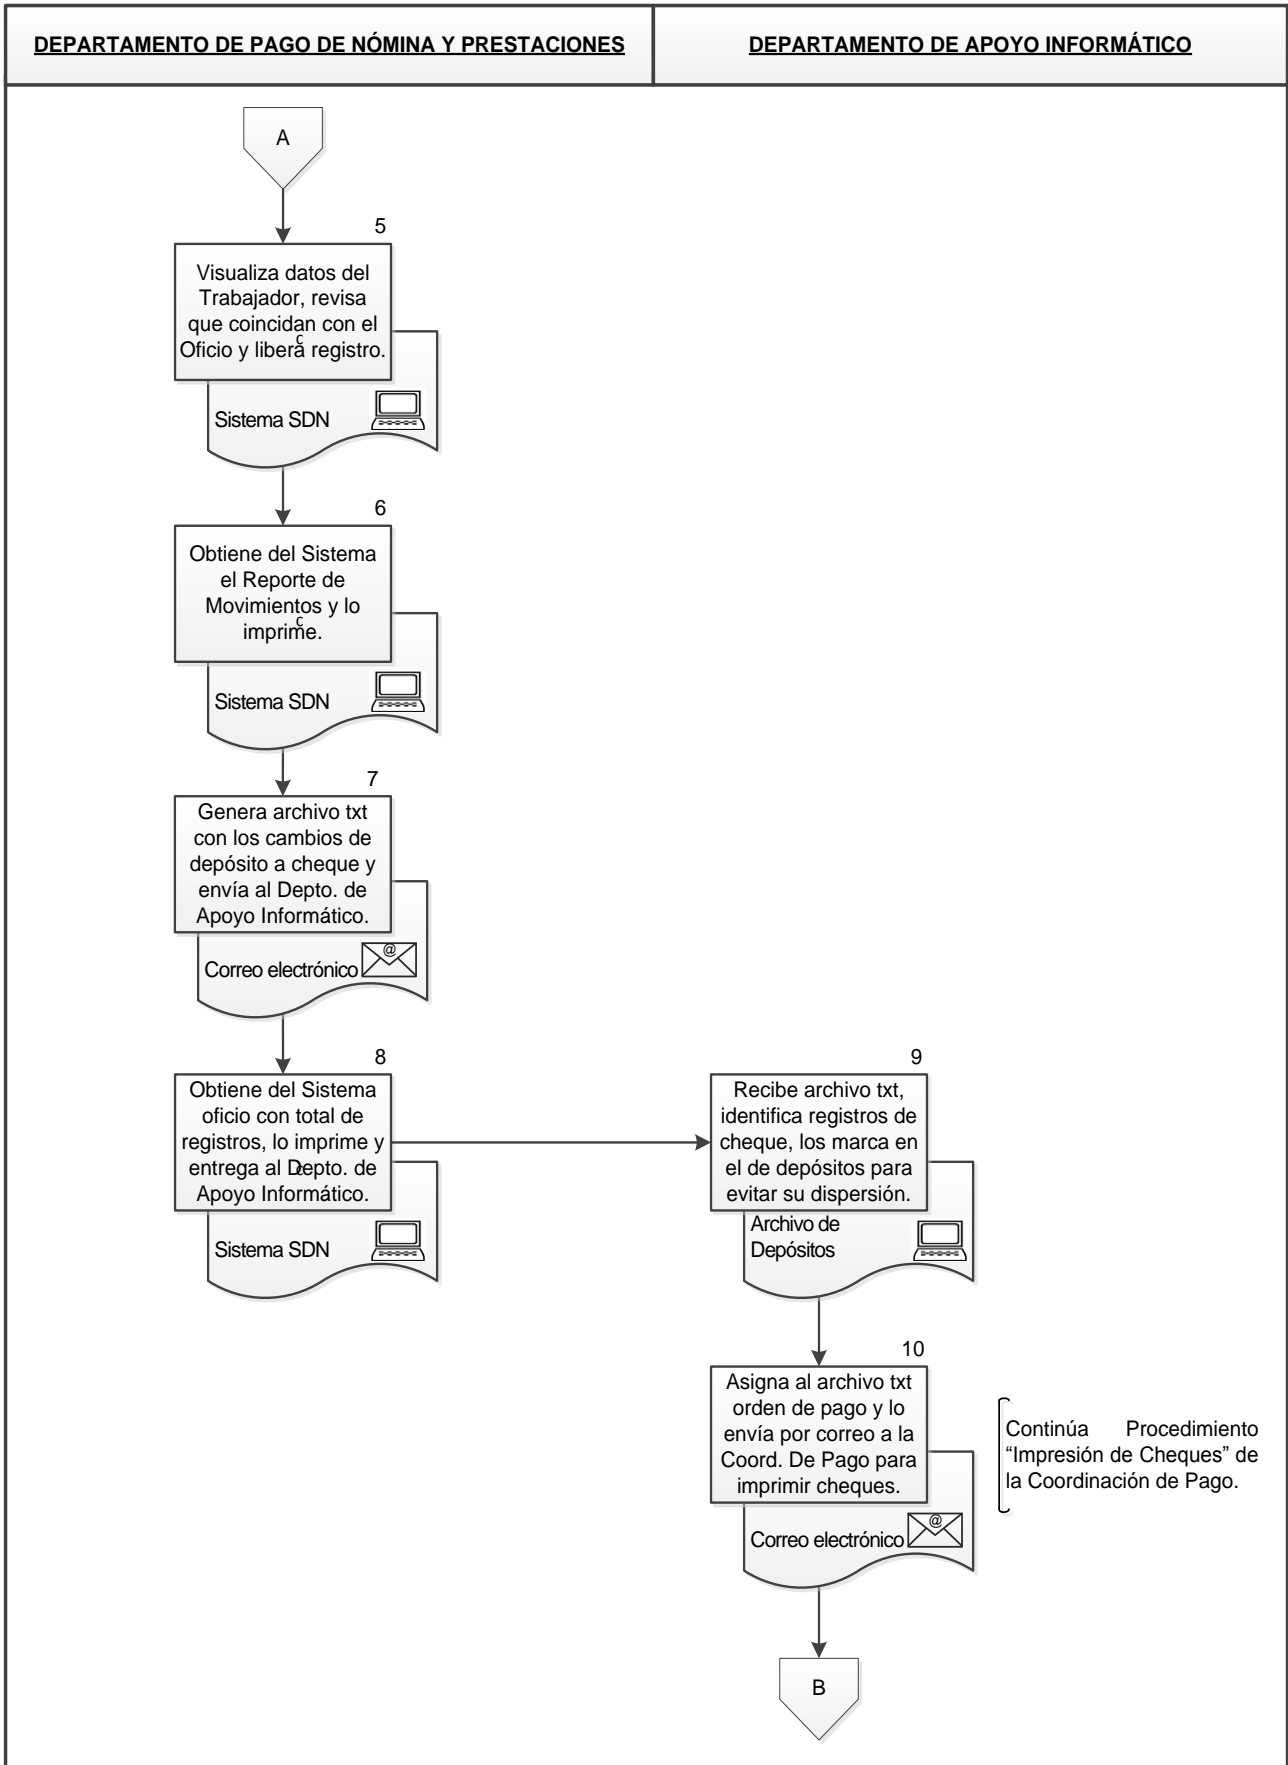 DEPARTAMENTO DE PAGO DE NÓMINA Y PRESTACIONES
DEPARTAMENTO DE APOYO INFORMÁTICO
A
5
Visualiza datos del
Trabajador, revisa
que coincidan con el
Oficio y libera registro.
c
Sistema SDN
6
Obtiene del Sistema
el Reporte de
Movimientos y lo
imprime.
c
Sistema SDN
7
Genera archivo txt
con los cambios de
depósito a cheque y
envía al Depto. de
Apoyo Informático.
Correo electrónico
@
8
Obtiene del Sistema
oficio con total de
registros, lo imprime y
entrega al Depto. de
Apoyo Informático.
c
Sistema SDN
9
Recibe archivo txt,
identifica registros de
cheque, los marca en
el de depósitos para
evitar su dispersión.
Archivo de
Depósitos
10
Asigna al archivo txt
orden de pago y lo
envía por correo a la
Coord. De Pago para
imprimir cheques.
Correo electrónico
@
Continúa Procedimiento
“Impresión de Cheques” de
la Coordinación de Pago.
B